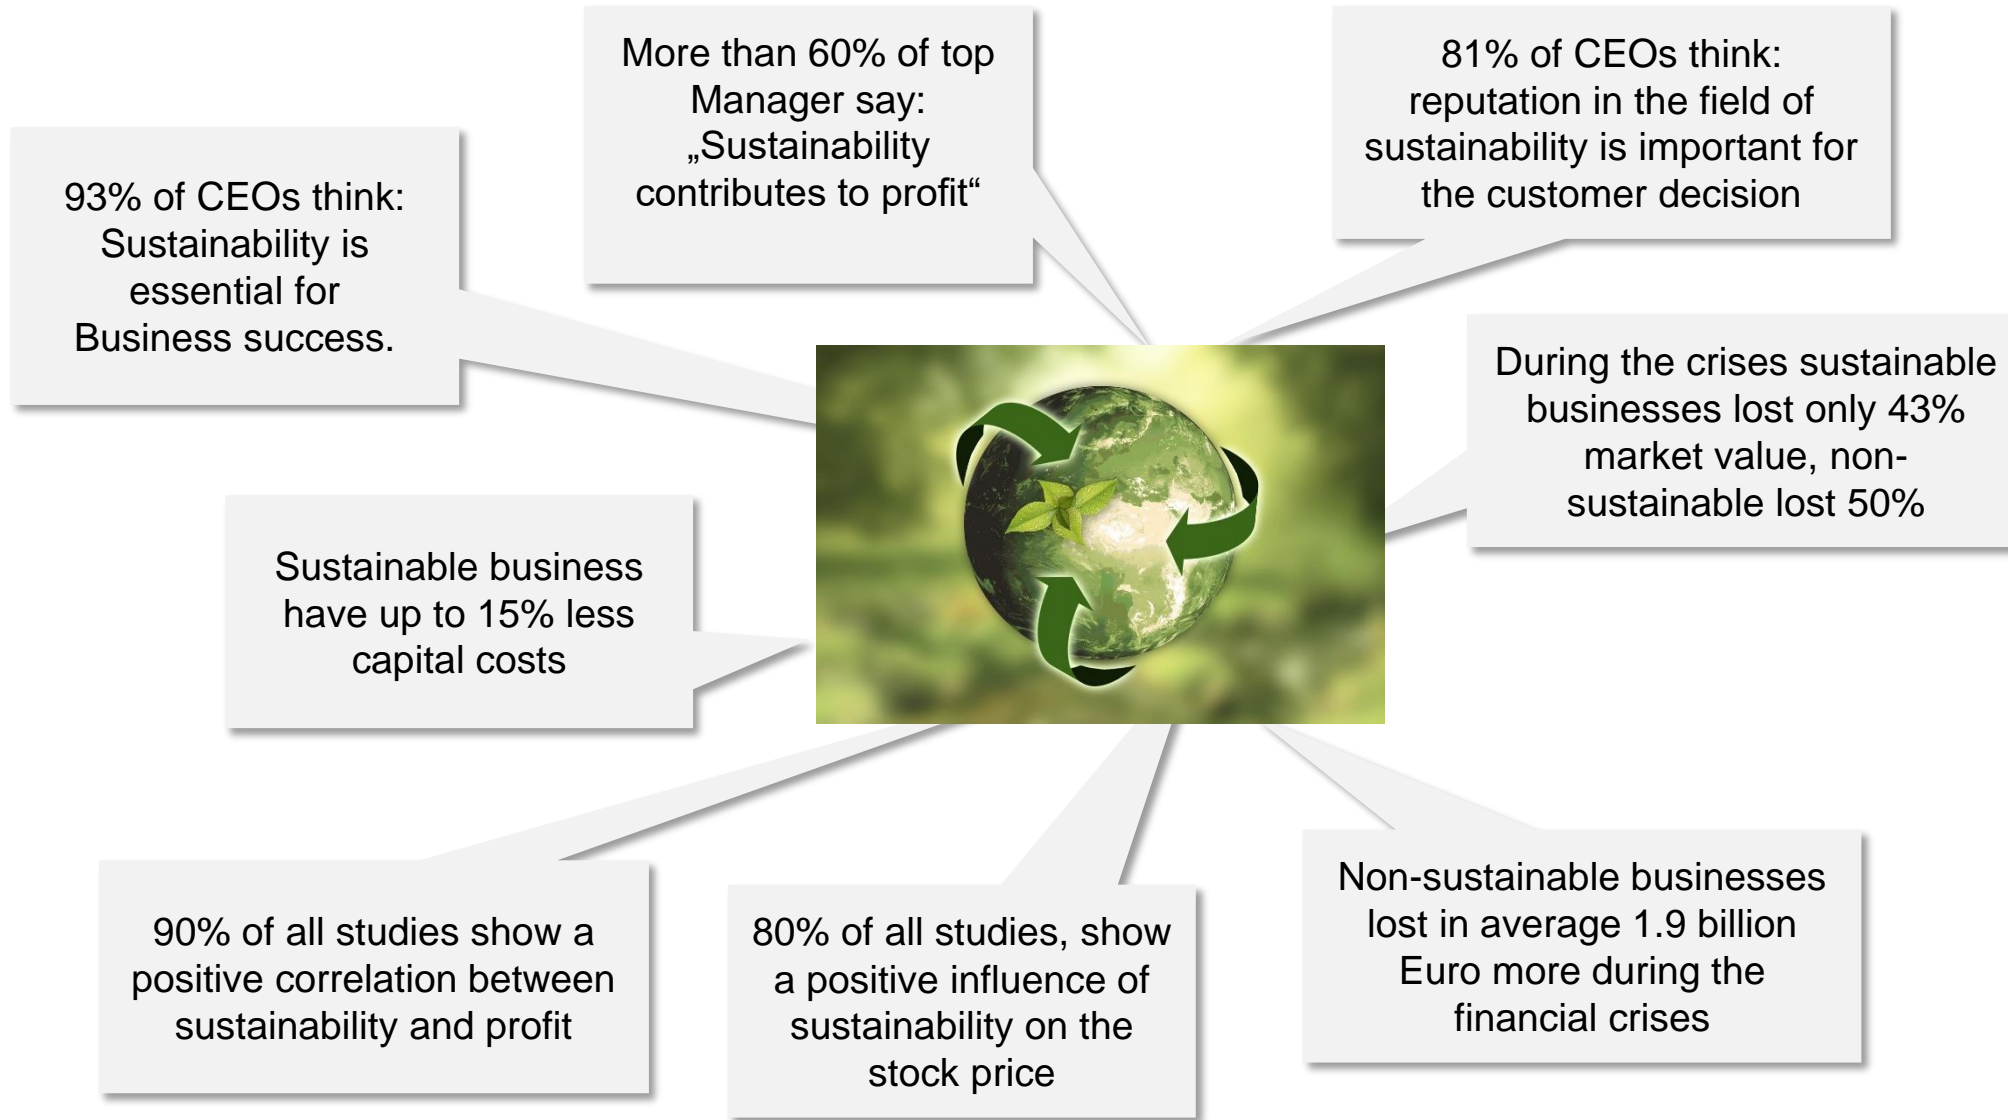 More than 60% of top
Manager say:
„Sustainability
contributes to profit“
81% of CEOs think:
reputation in the field of
sustainability is important for
the customer decision
93% of CEOs think:
Sustainability is
essential for
Business success.
During the crises sustainable
businesses lost only 43%
market value, non-
sustainable lost 50%
Sustainable business
have up to 15% less
capital costs
90% of all studies show a
positive correlation between
sustainability and profit
80% of all studies, show
a positive influence of
sustainability on the
stock price
Non-sustainable businesses
lost in average 1.9 billion
Euro more during the
financial crises